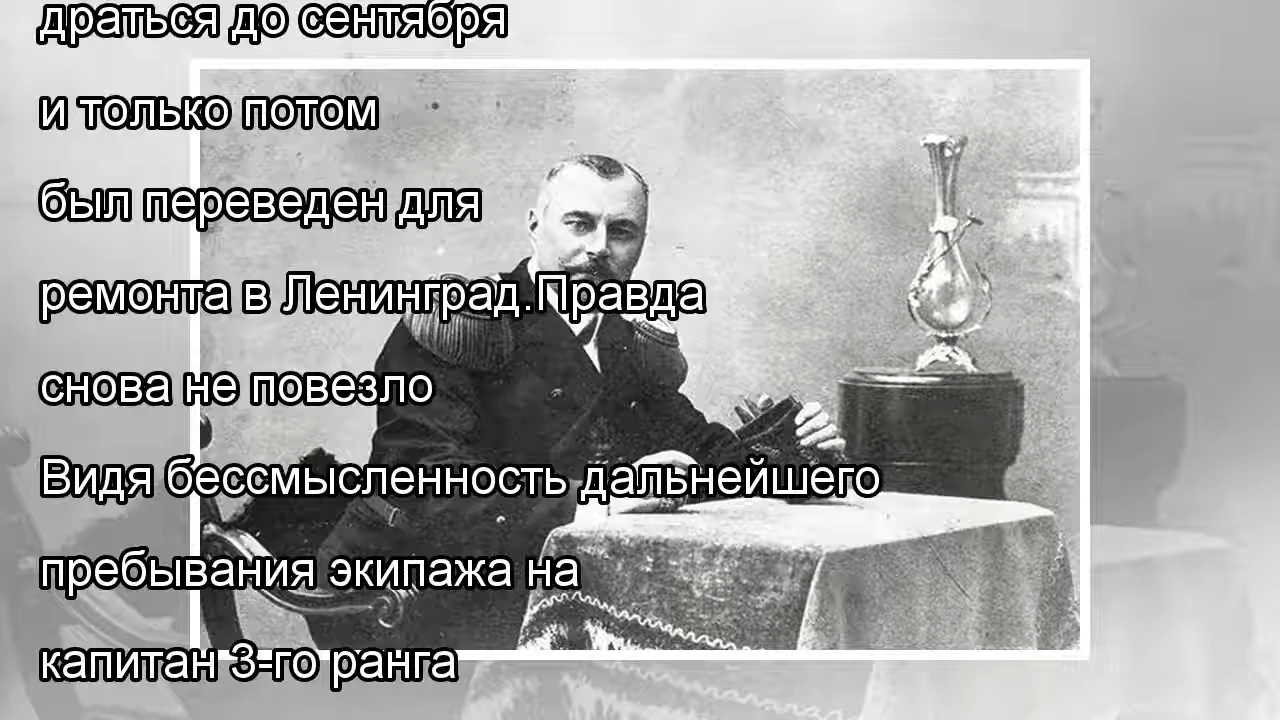 драться до сентября
и только потом
был переведен для
ремонта в Ленинград.Правда
снова не повезло
Видя бессмысленность дальнейшего
пребывания экипажа на
капитан 3-го ранга